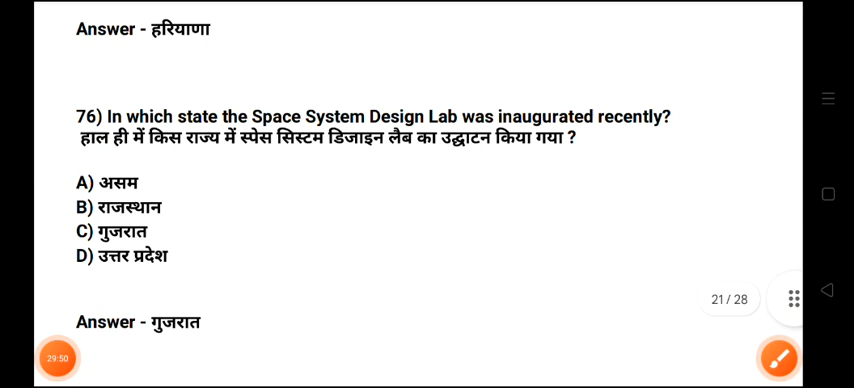 Answer - हरियाणा
76) In which state the Space System Design Lab was inaugurated recently?
हाल ही में किस राज्य में स्पेस सिस्टम डिजाइन लैब का उद्घाटन किया गया ?
A) असम
B) राजस्थान
C) गुजरात
D) उत्तर प्रदेश
21 / 28
Answer - गुजरात
29:50